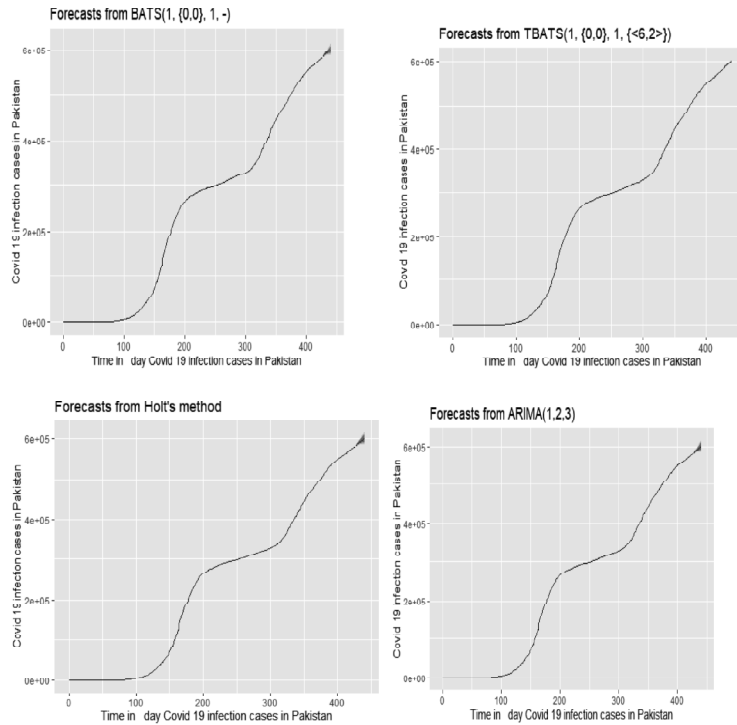 Forecasts from BATS(1, {0,0}, 1, -)
6e+05
4e+06
2e+05
0e+00
Covid 19 infection cases in Pakistan
0 100 200 300 400
Time in day Covid 19 infection cases in Pakistan
Forecasts from TBATS(1, {0,0}, 1, {<6,2>})
6e+05
4e+05
2e+05
0e+00
Covid 19 infection cases in Pakistan
0 100 200 300 400
Time in day Covid 19 infection cases in Pakistan
Forecasts from Holt's method
6e+05
4e+05
2e+05
0e+00
Covid 19 infection cases in Pakistan
0 100 200 300 400
Time in day Covid 19 infection cases in Pakistan
Forecasts from ARIMA(1,2,3)
6e+05
4e+05
2e+05
0e+00
Covid 19 infection cases in Pakistan
0 100 200 300 400
Time in day Covid 19 infection cases in Pakistan